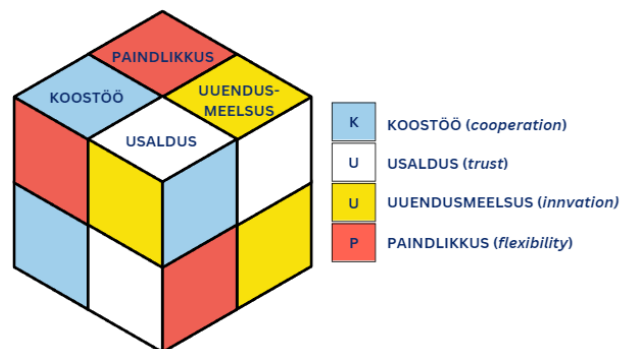 PAINDLIKKUS
KOOSTÖÖ
UUENDUS-
MEELSUS
USALDUS
K KOOSTÖÖ (cooperation)
U USALDUS (trust)
U UUENDUSMEELSUS (innvation)
P PAINDLIKKUS (flexibility)